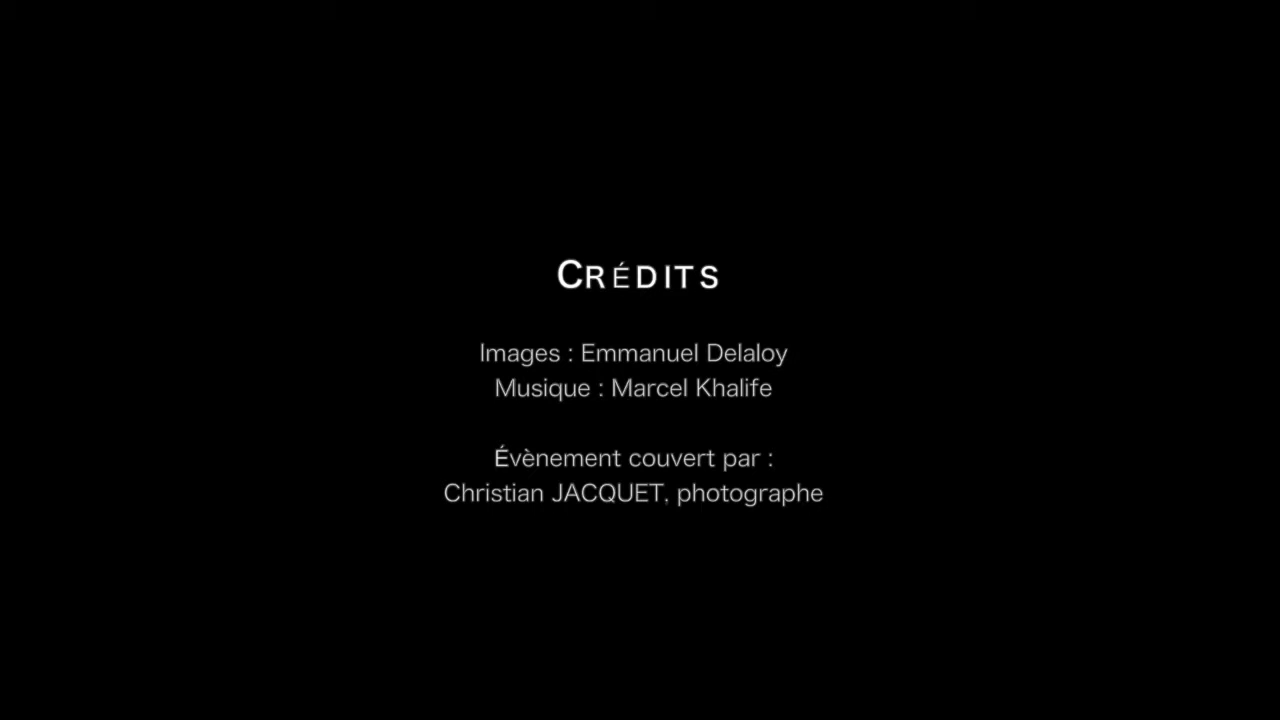 CRÉDITS
Images : Emmanuel Delaloy
Musique : Marcel Khalife
Évènement couvert par :
Christian JACQUET, photographe